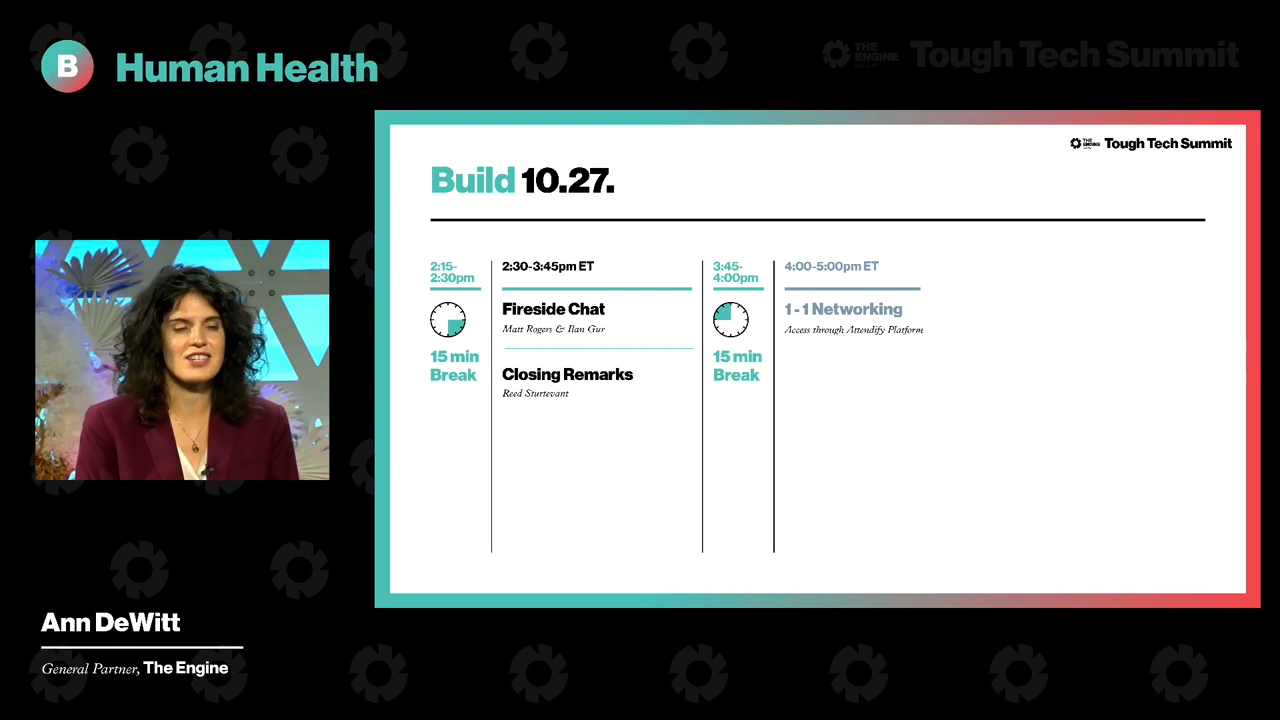 B
Human Health
THE ENGINE
Tough Tech Summit
THE ENGINE
Tough Tech Summit
Build 10.27.
2:15-
2:30pm
15 min
Break
2:30-3:45pm ET
Fireside Chat
Matt Rogers & Ilan Gur
Closing Remarks
Reed Sturtevant
3:45-
4:00pm
15 min
Break
4:00-5:00pm ET
1 - 1 Networking
Access through Attendify Platform
Ann DeWitt
General Partner, The Engine